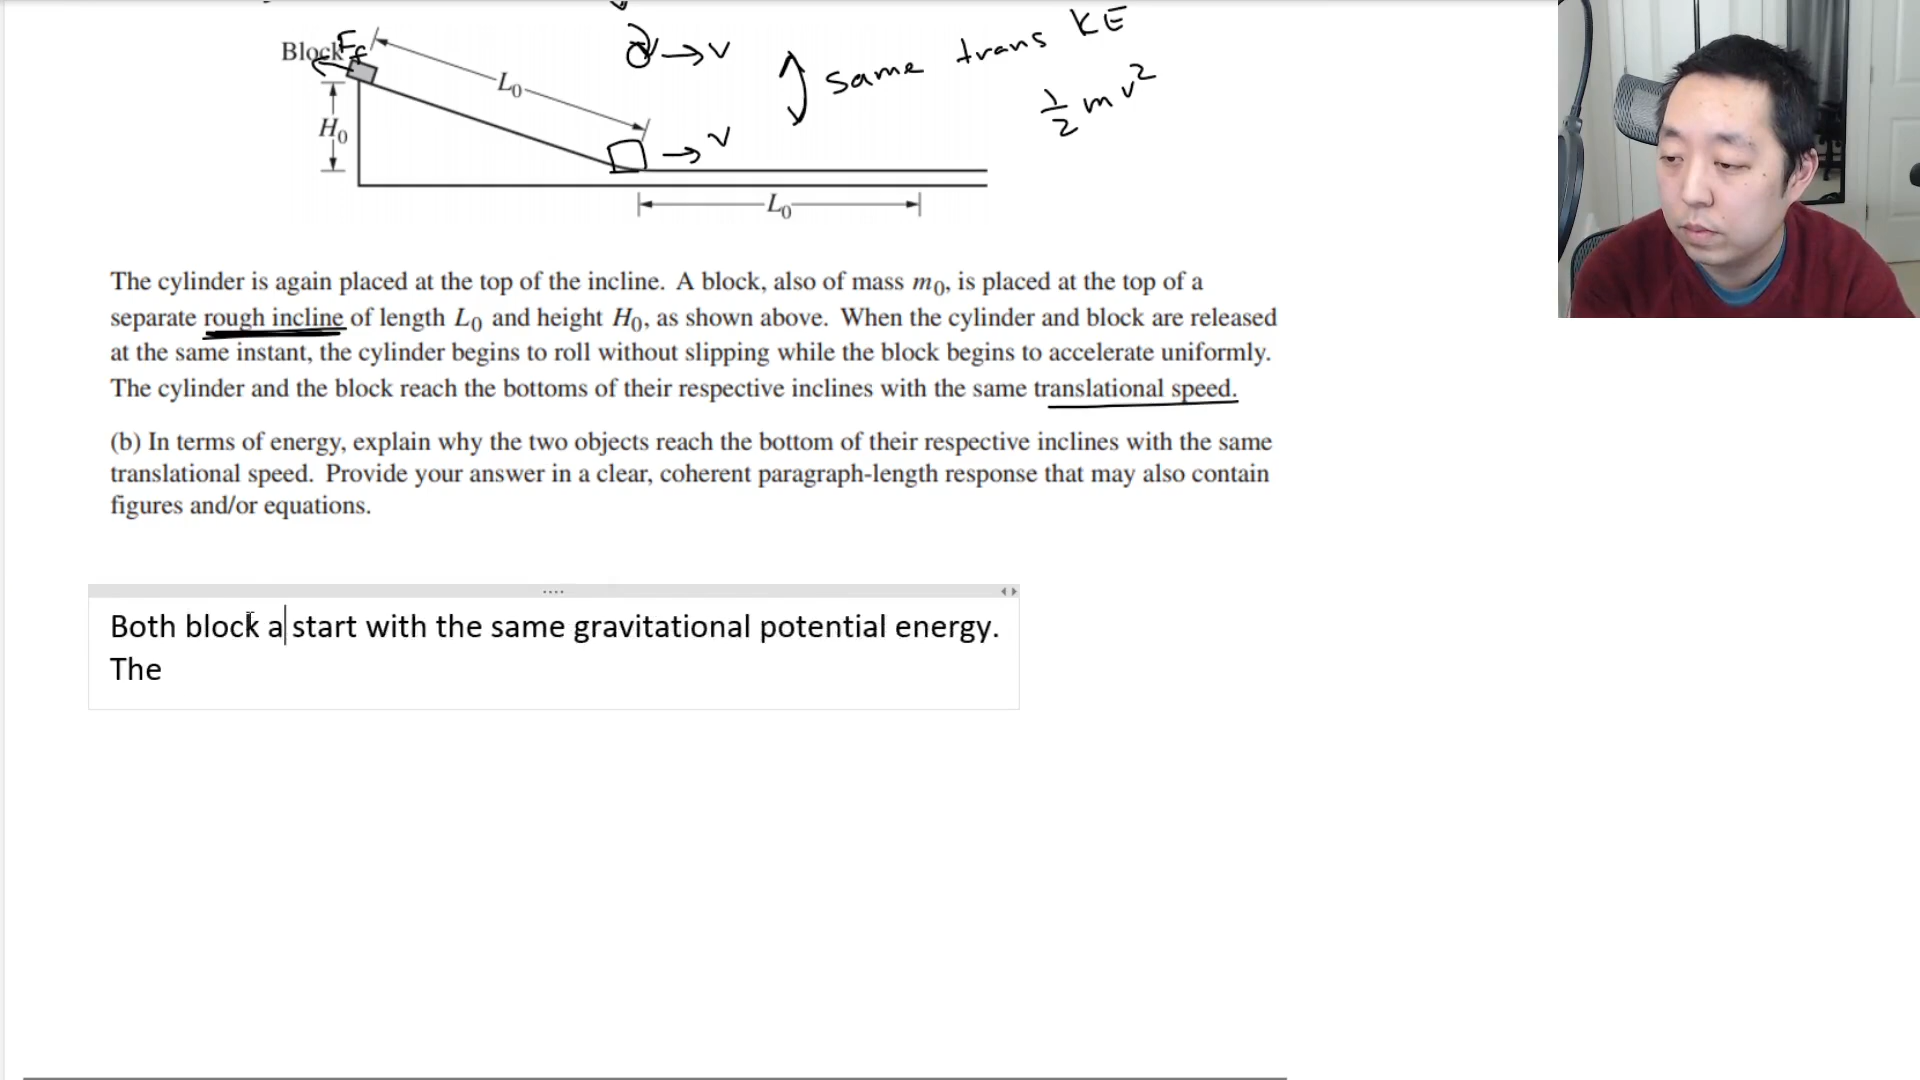 same trans KE
Block Ff
→ v
L0
1/2 mv²
H0
→ v
L0
The cylinder is again placed at the top of the incline. A block, also of mass m0, is placed at the top of a
separate rough incline of length L0 and height H0, as shown above. When the cylinder and block are released
at the same instant, the cylinder begins to roll without slipping while the block begins to accelerate uniformly.
The cylinder and the block reach the bottoms of their respective inclines with the same translational speed.
(b) In terms of energy, explain why the two objects reach the bottom of their respective inclines with the same
translational speed. Provide your answer in a clear, coherent paragraph-length response that may also contain
figures and/or equations.
Both block a start with the same gravitational potential energy.
The